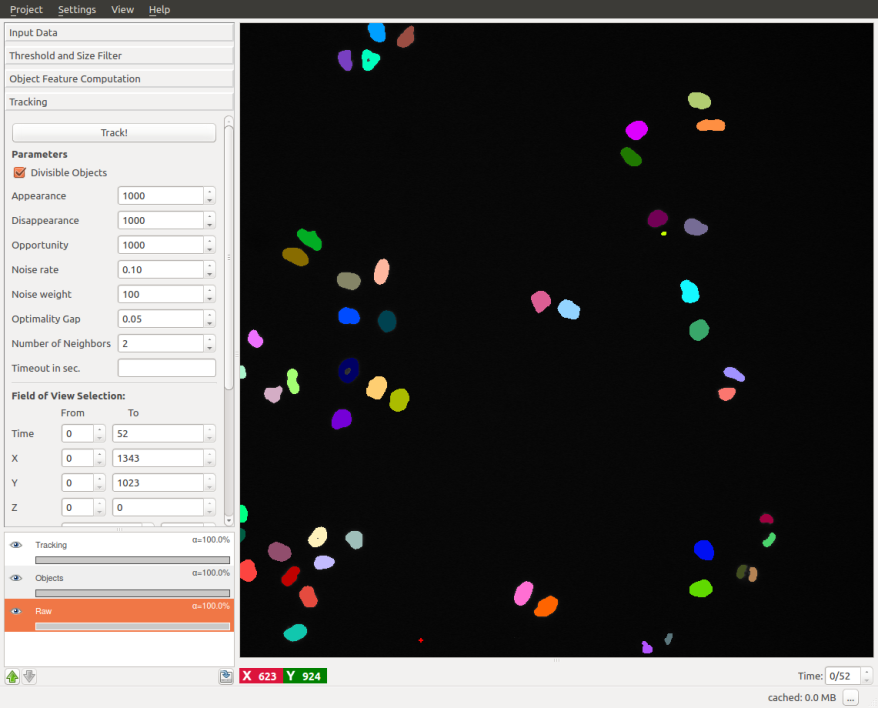 Project Settings View Help
Input Data
Threshold and Size Filter
Object Feature Computation
Tracking
Track!
Parameters
Divisible Objects
Appearance 1000
Disappearance 1000
Opportunity 1000
Noise rate 0.10
Noise weight 100
Optimality Gap 0.05
Number of Neighbors 2
Timeout in sec.
Field of View Selection:
From To
Time 0 52
X 0 1343
Y 0 1023
Z 0 0
Tracking α=100.0%
Objects α=100.0%
Raw α=100.0%
X 623 Y 924
Time: 0/52
cached: 0.0 MB ...